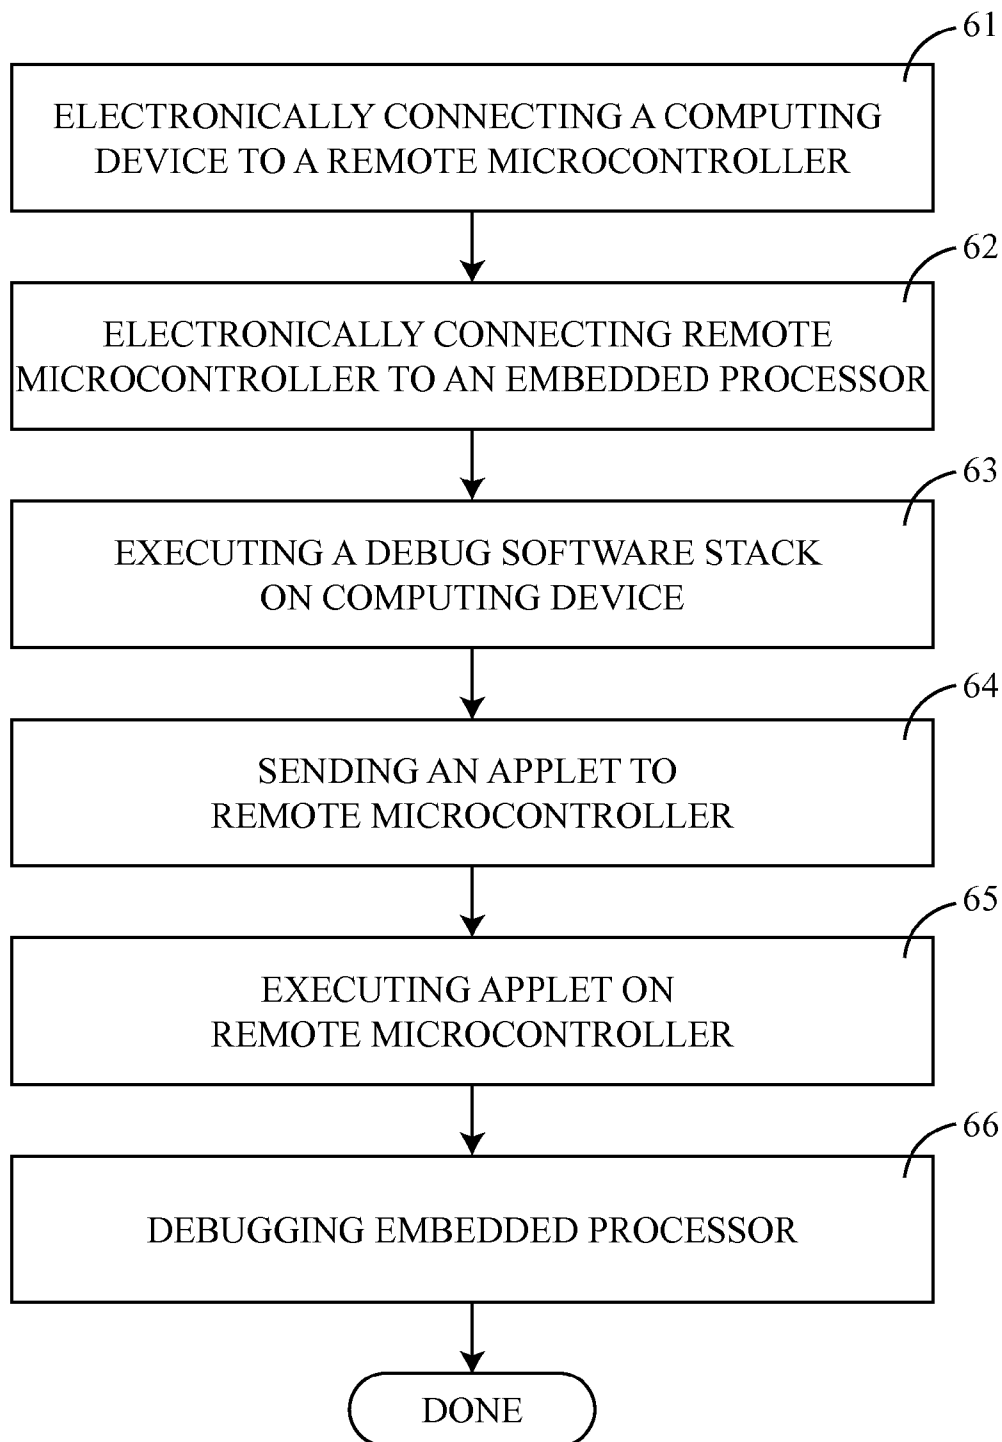 61
ELECTRONICALLY CONNECTING A COMPUTING
DEVICE TO A REMOTE MICROCONTROLLER
62
ELECTRONICALLY CONNECTING REMOTE
MICROCONTROLLER TO AN EMBEDDED PROCESSOR
63
EXECUTING A DEBUG SOFTWARE STACK
ON COMPUTING DEVICE
64
SENDING AN APPLET TO
REMOTE MICROCONTROLLER
65
EXECUTING APPLET ON
REMOTE MICROCONTROLLER
66
DEBUGGING EMBEDDED PROCESSOR
DONE